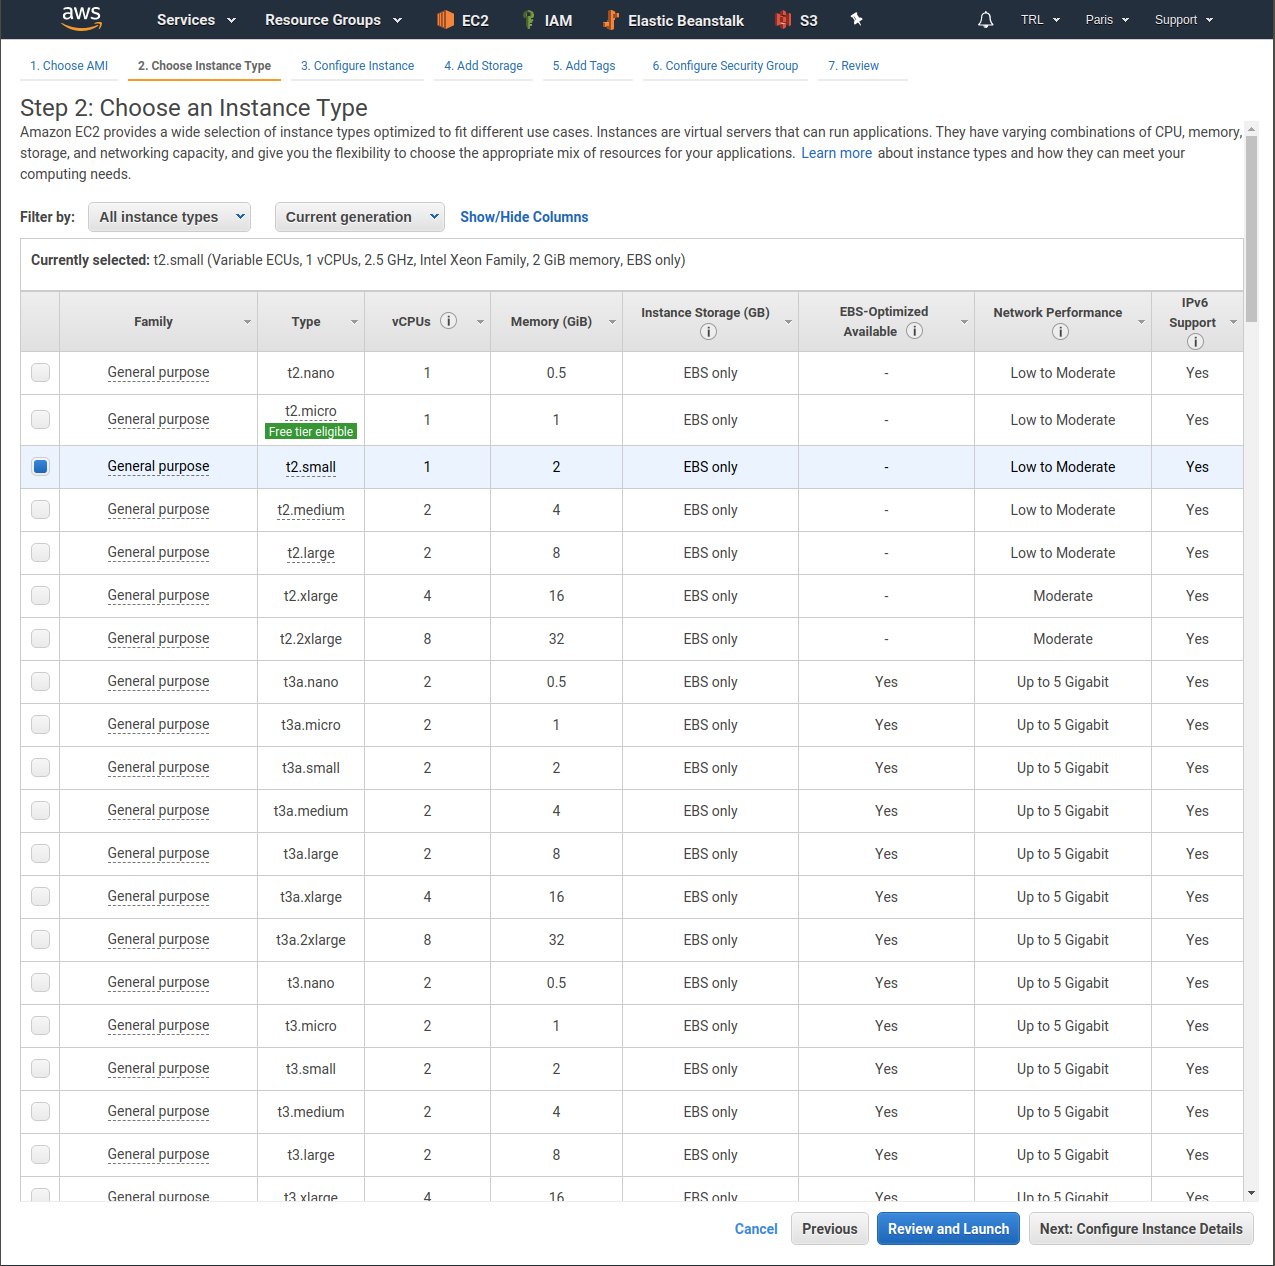 aws Services Resource Groups EC2 IAM Elastic Beanstalk S3 TRL Paris Support
1. Choose AMI 2. Choose Instance Type 3. Configure Instance 4. Add Storage 5. Add Tags 6. Configure Security Group 7. Review
Step 2: Choose an Instance Type
Amazon EC2 provides a wide selection of instance types optimized to fit different use cases. Instances are virtual servers that can run applications. They have varying combinations of CPU, memory,
storage, and networking capacity, and give you the flexibility to choose the appropriate mix of resources for your applications. Learn more about instance types and how they can meet your
computing needs.
Filter by: All instance types Current generation Show/Hide Columns
Currently selected: t2.small (Variable ECUs, 1 vCPUs, 2.5 GHz, Intel Xeon Family, 2 GiB memory, EBS only)
Family Type vCPUs i Memory (GiB) Instance Storage (GB) i EBS-Optimized Available i Network Performance i IPv6 Support i
General purpose t2.nano 1 0.5 EBS only - Low to Moderate Yes
General purpose t2.micro Free tier eligible 1 1 EBS only - Low to Moderate Yes
General purpose t2.small 1 2 EBS only - Low to Moderate Yes
General purpose t2.medium 2 4 EBS only - Low to Moderate Yes
General purpose t2.large 2 8 EBS only - Low to Moderate Yes
General purpose t2.xlarge 4 16 EBS only - Moderate Yes
General purpose t2.2xlarge 8 32 EBS only - Moderate Yes
General purpose t3a.nano 2 0.5 EBS only Yes Up to 5 Gigabit Yes
General purpose t3a.micro 2 1 EBS only Yes Up to 5 Gigabit Yes
General purpose t3a.small 2 2 EBS only Yes Up to 5 Gigabit Yes
General purpose t3a.medium 2 4 EBS only Yes Up to 5 Gigabit Yes
General purpose t3a.large 2 8 EBS only Yes Up to 5 Gigabit Yes
General purpose t3a.xlarge 4 16 EBS only Yes Up to 5 Gigabit Yes
General purpose t3a.2xlarge 8 32 EBS only Yes Up to 5 Gigabit Yes
General purpose t3.nano 2 0.5 EBS only Yes Up to 5 Gigabit Yes
General purpose t3.micro 2 1 EBS only Yes Up to 5 Gigabit Yes
General purpose t3.small 2 2 EBS only Yes Up to 5 Gigabit Yes
General purpose t3.medium 2 4 EBS only Yes Up to 5 Gigabit Yes
General purpose t3.large 2 8 EBS only Yes Up to 5 Gigabit Yes
General purpose t3.xlarge 4 16 EBS only Yes Up to 5 Gigabit Yes
Cancel Previous Review and Launch Next: Configure Instance Details